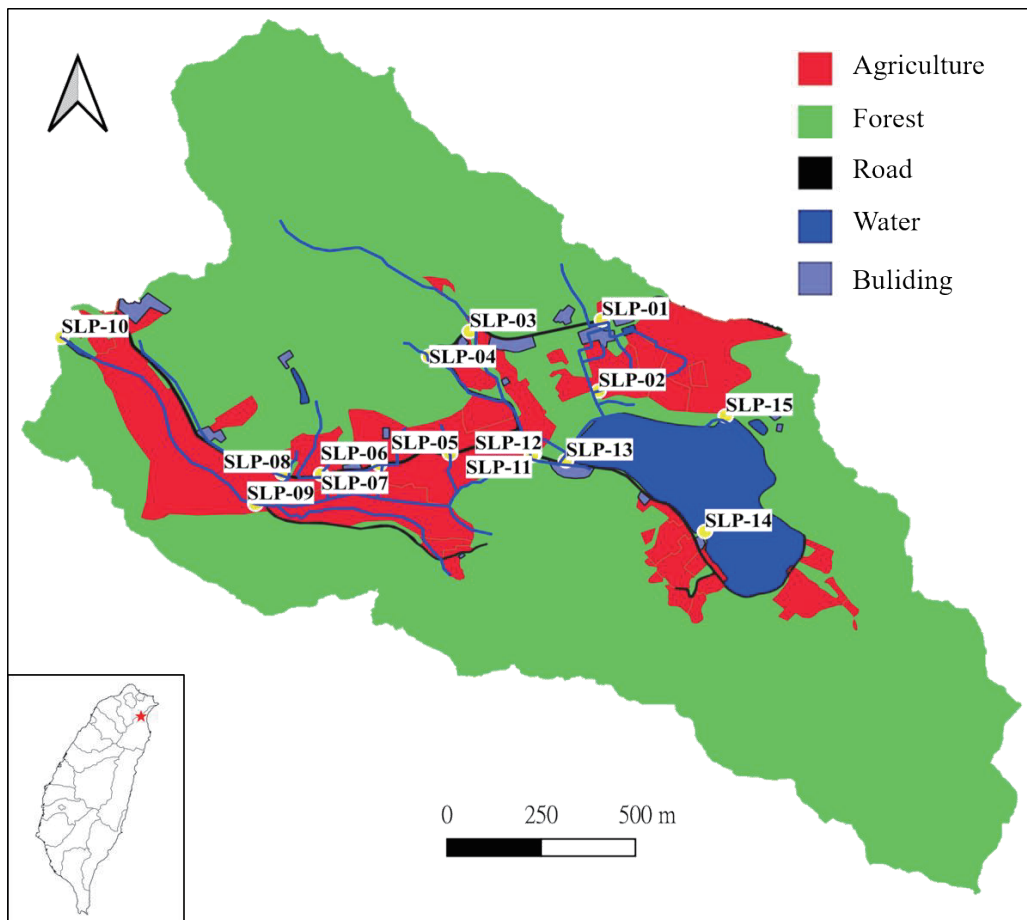 Agriculture
Forest
Road
Water
Buliding
SLP-10
SLP-03
SLP-01
SLP-04
SLP-02
SLP-15
SLP-05
SLP-12
SLP-13
SLP-06
SLP-08
SLP-11
SLP-07
SLP-09
SLP-14
0 250 500 m